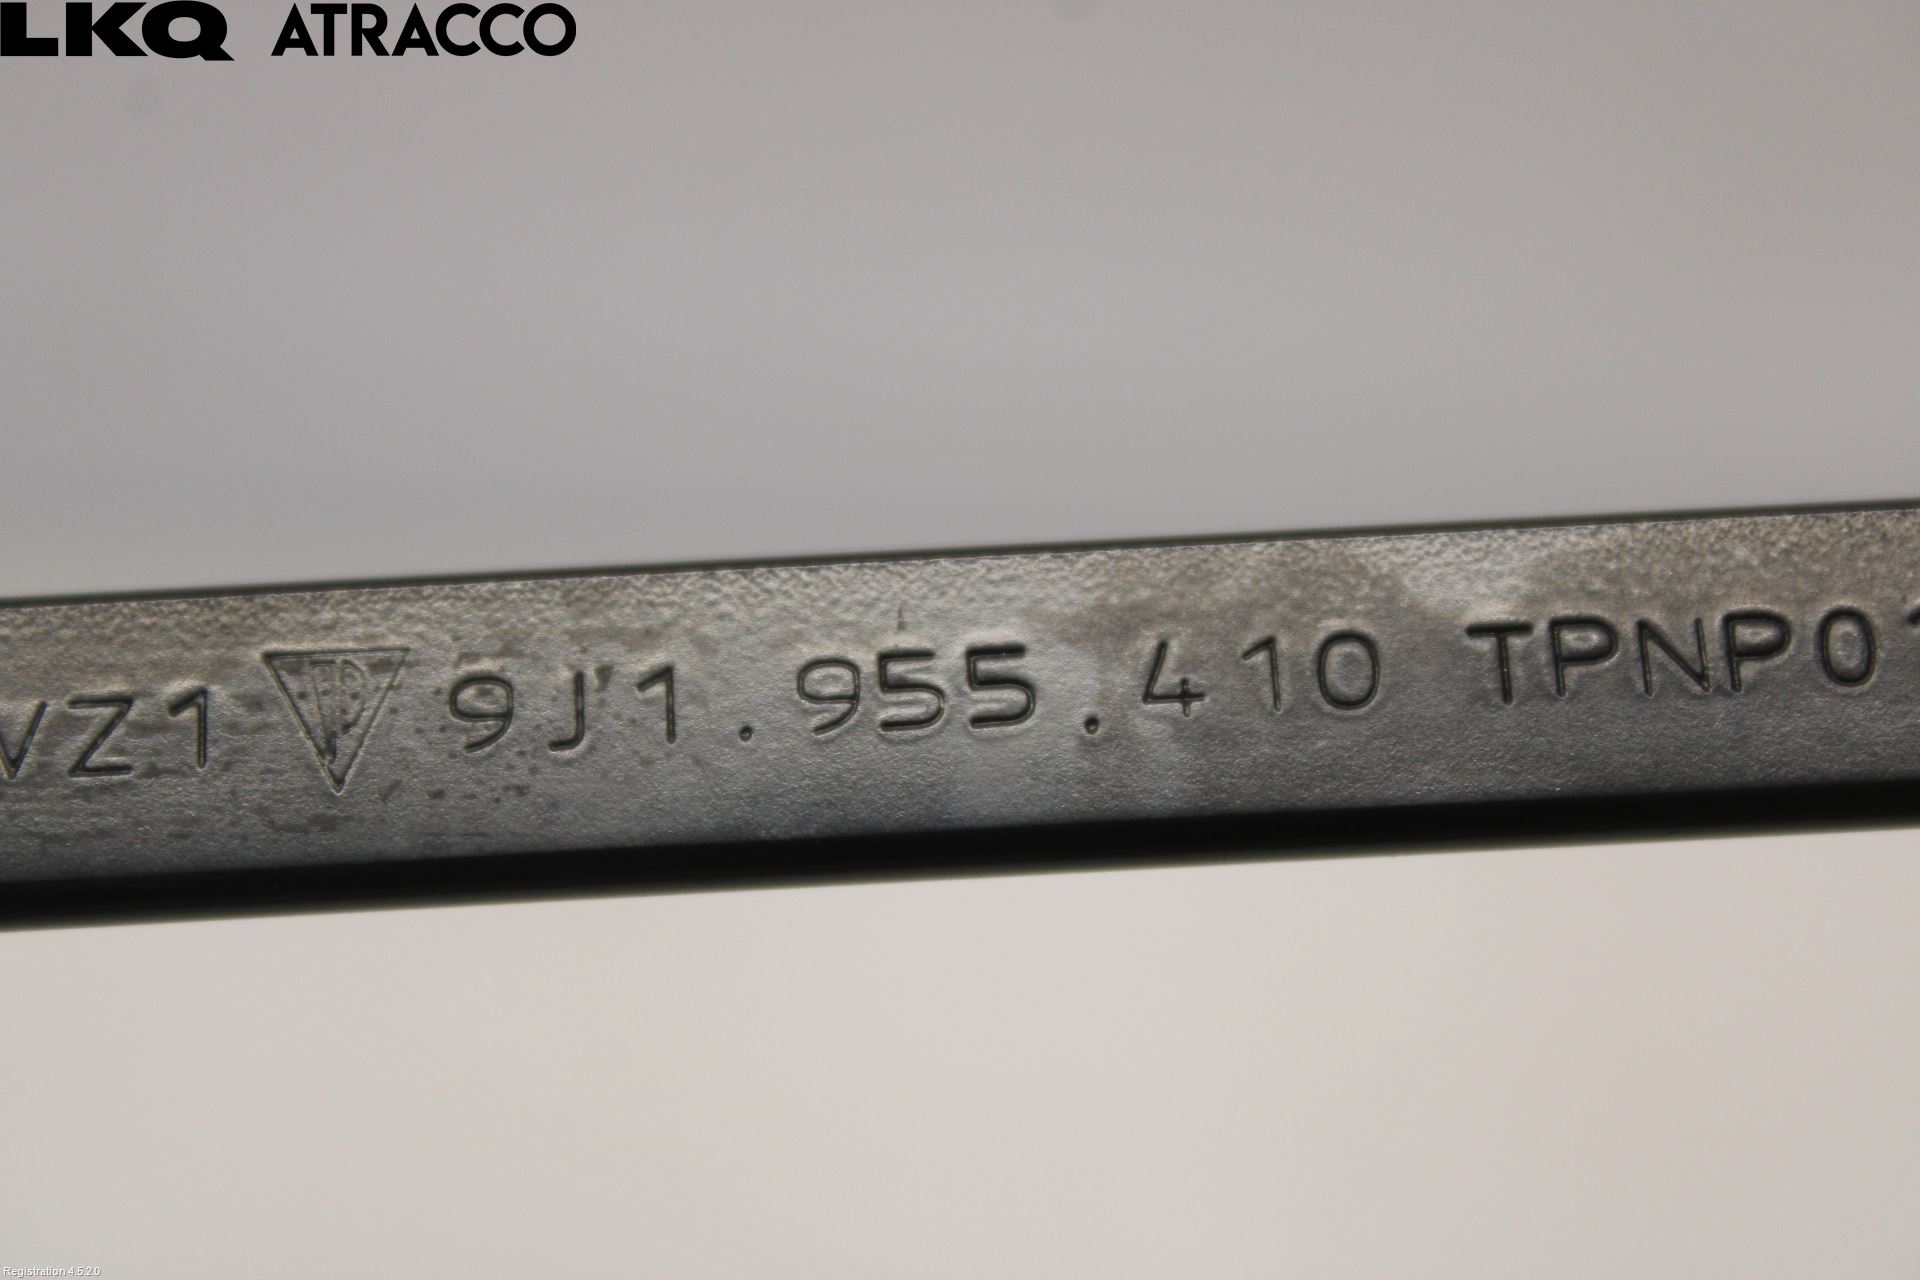 LKQ ATRACCO
VZ1 9J1.955.410 TPNP0
Registration 4.5.2.0